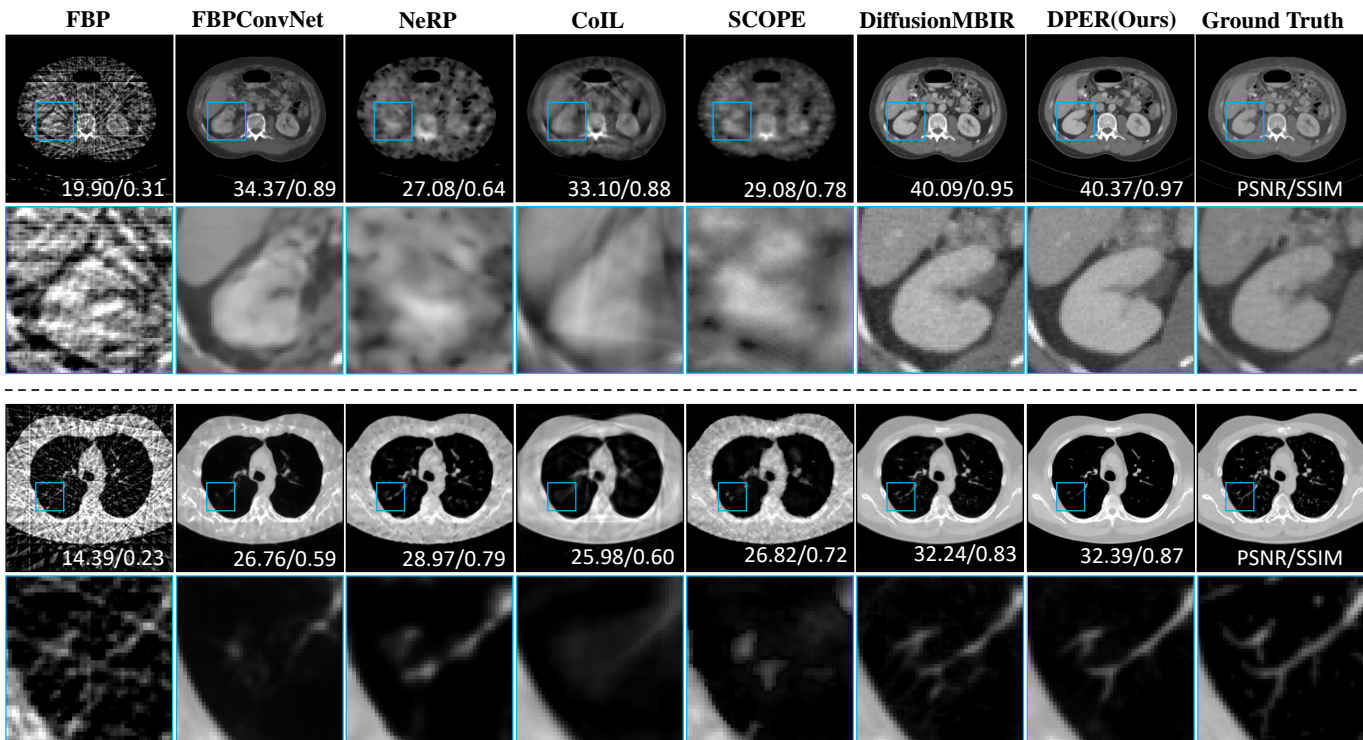 FBP FBPConvNet NeRP CoIL SCOPE DiffusionMBIR DPER(Ours) Ground Truth
19.90/0.31 34.37/0.89 27.08/0.64 33.10/0.88 29.08/0.78 40.09/0.95 40.37/0.97 PSNR/SSIM
14.39/0.23 26.76/0.59 28.97/0.79 25.98/0.60 26.82/0.72 32.24/0.83 32.39/0.87 PSNR/SSIM